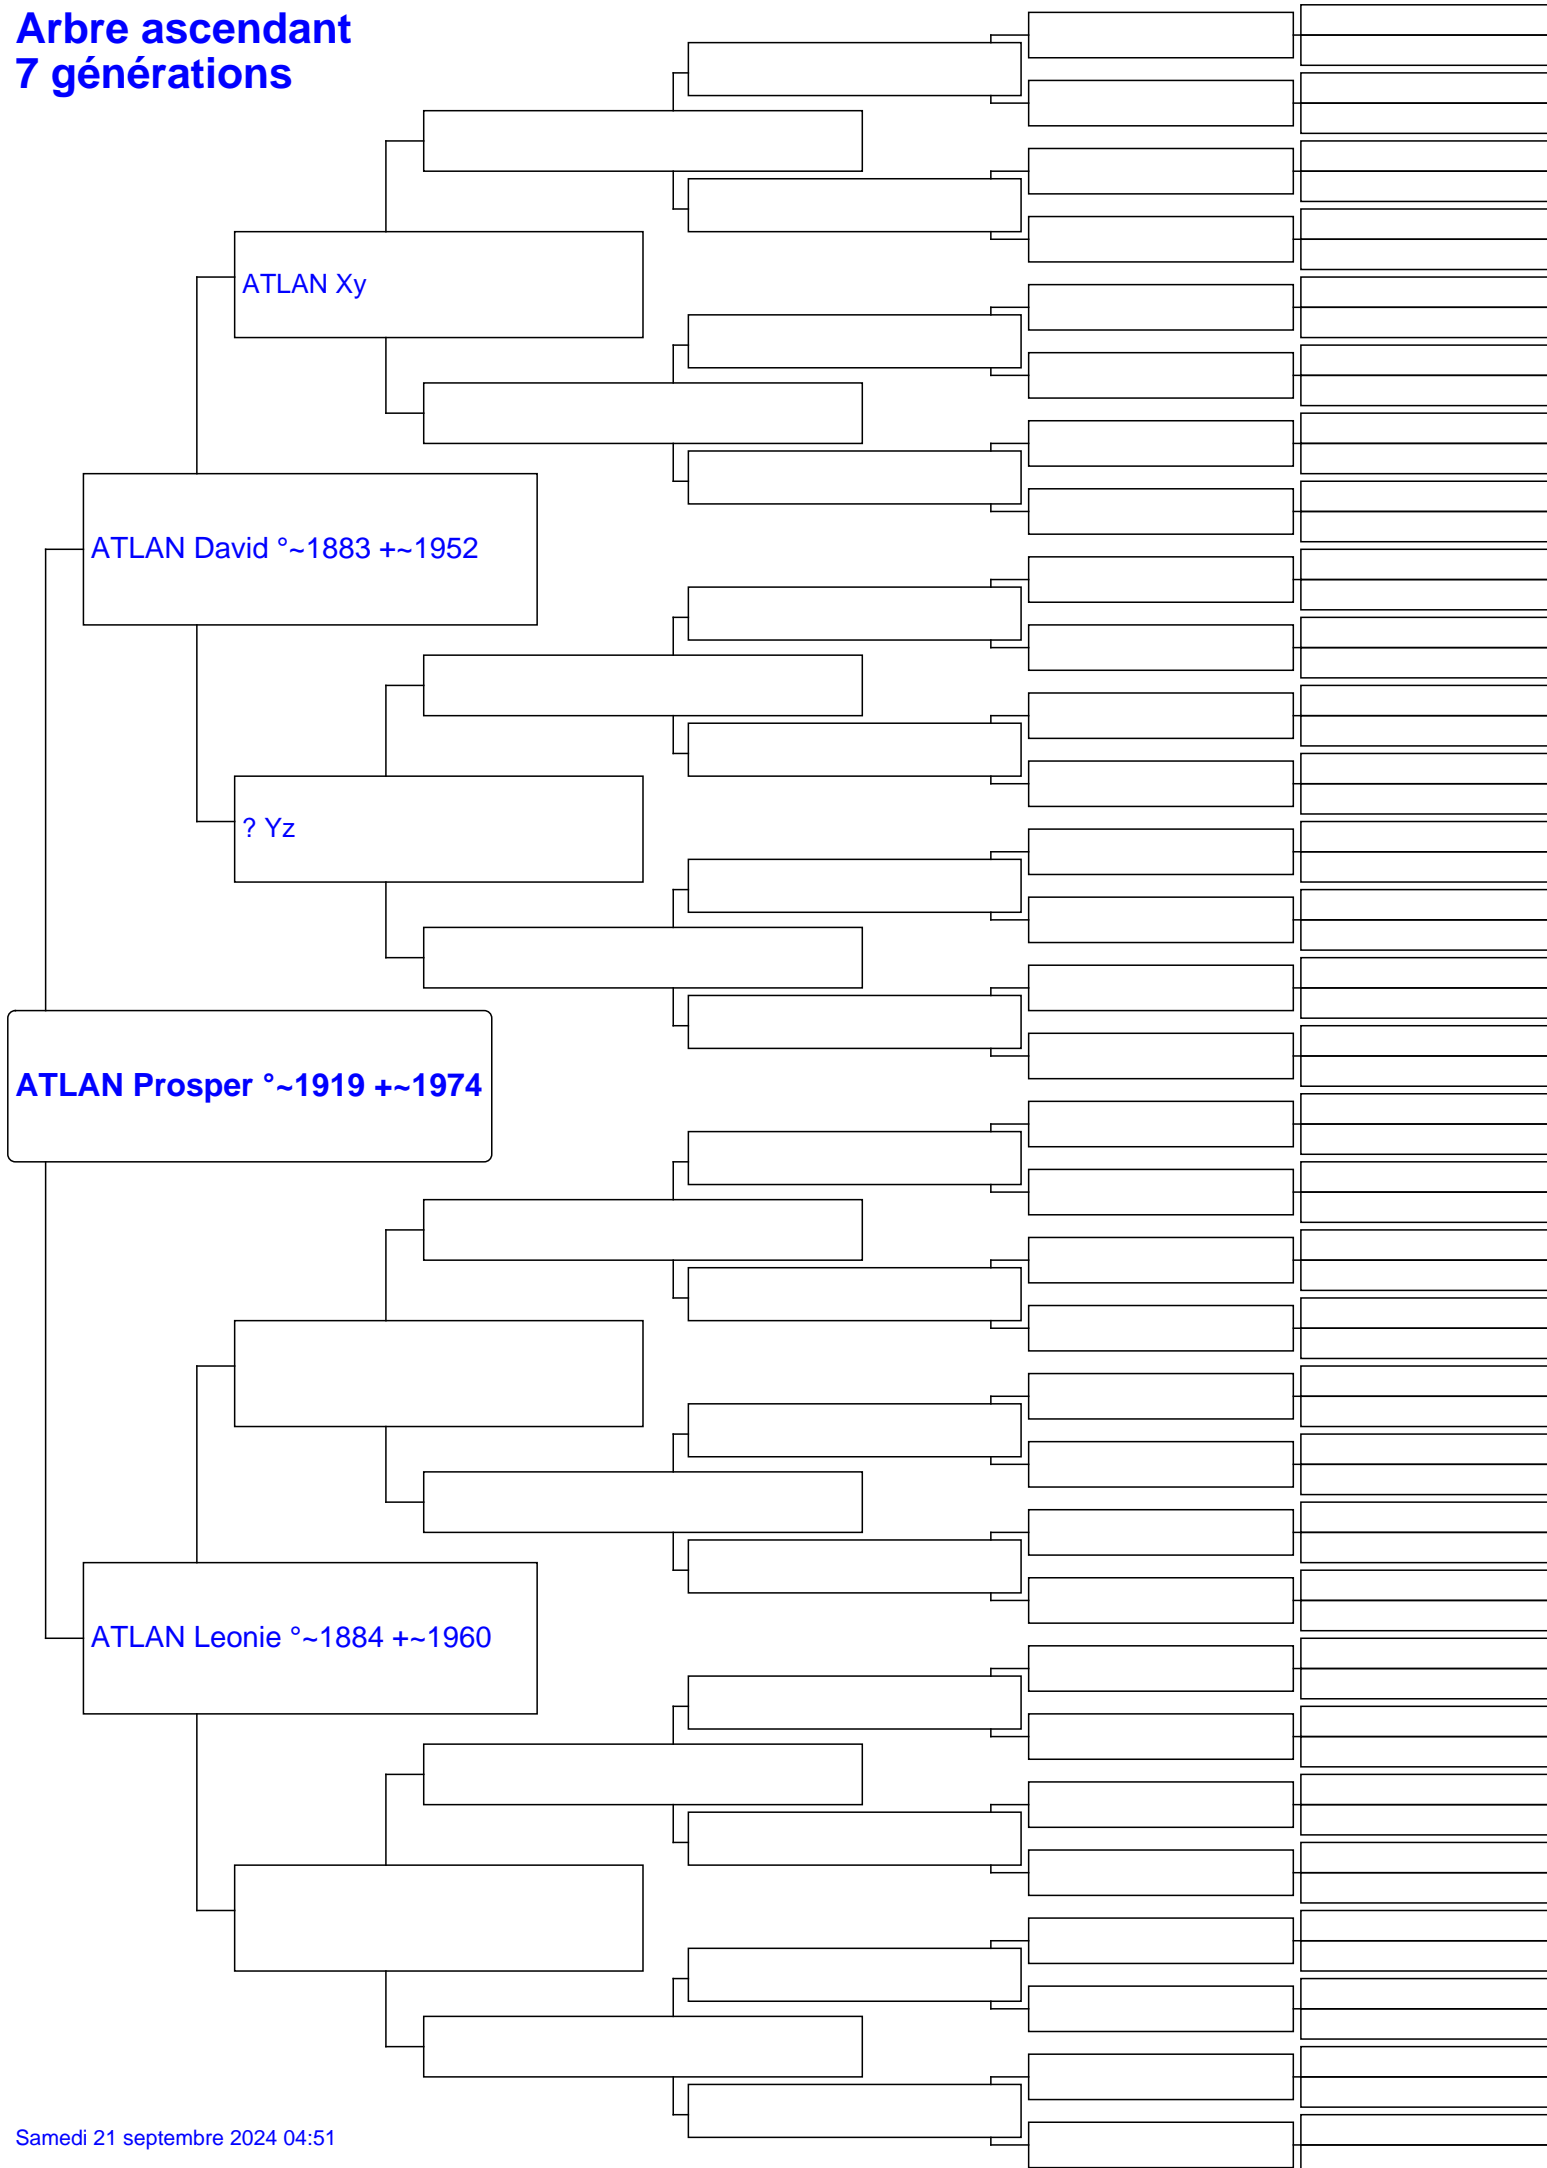 Arbre ascendant
7 générations
ATLAN Xy
ATLAN David °~1883 +~1952
? Yz
ATLAN Prosper °~1919 +~1974
ATLAN Leonie °~1884 +~1960
Samedi 21 septembre 2024 04:51